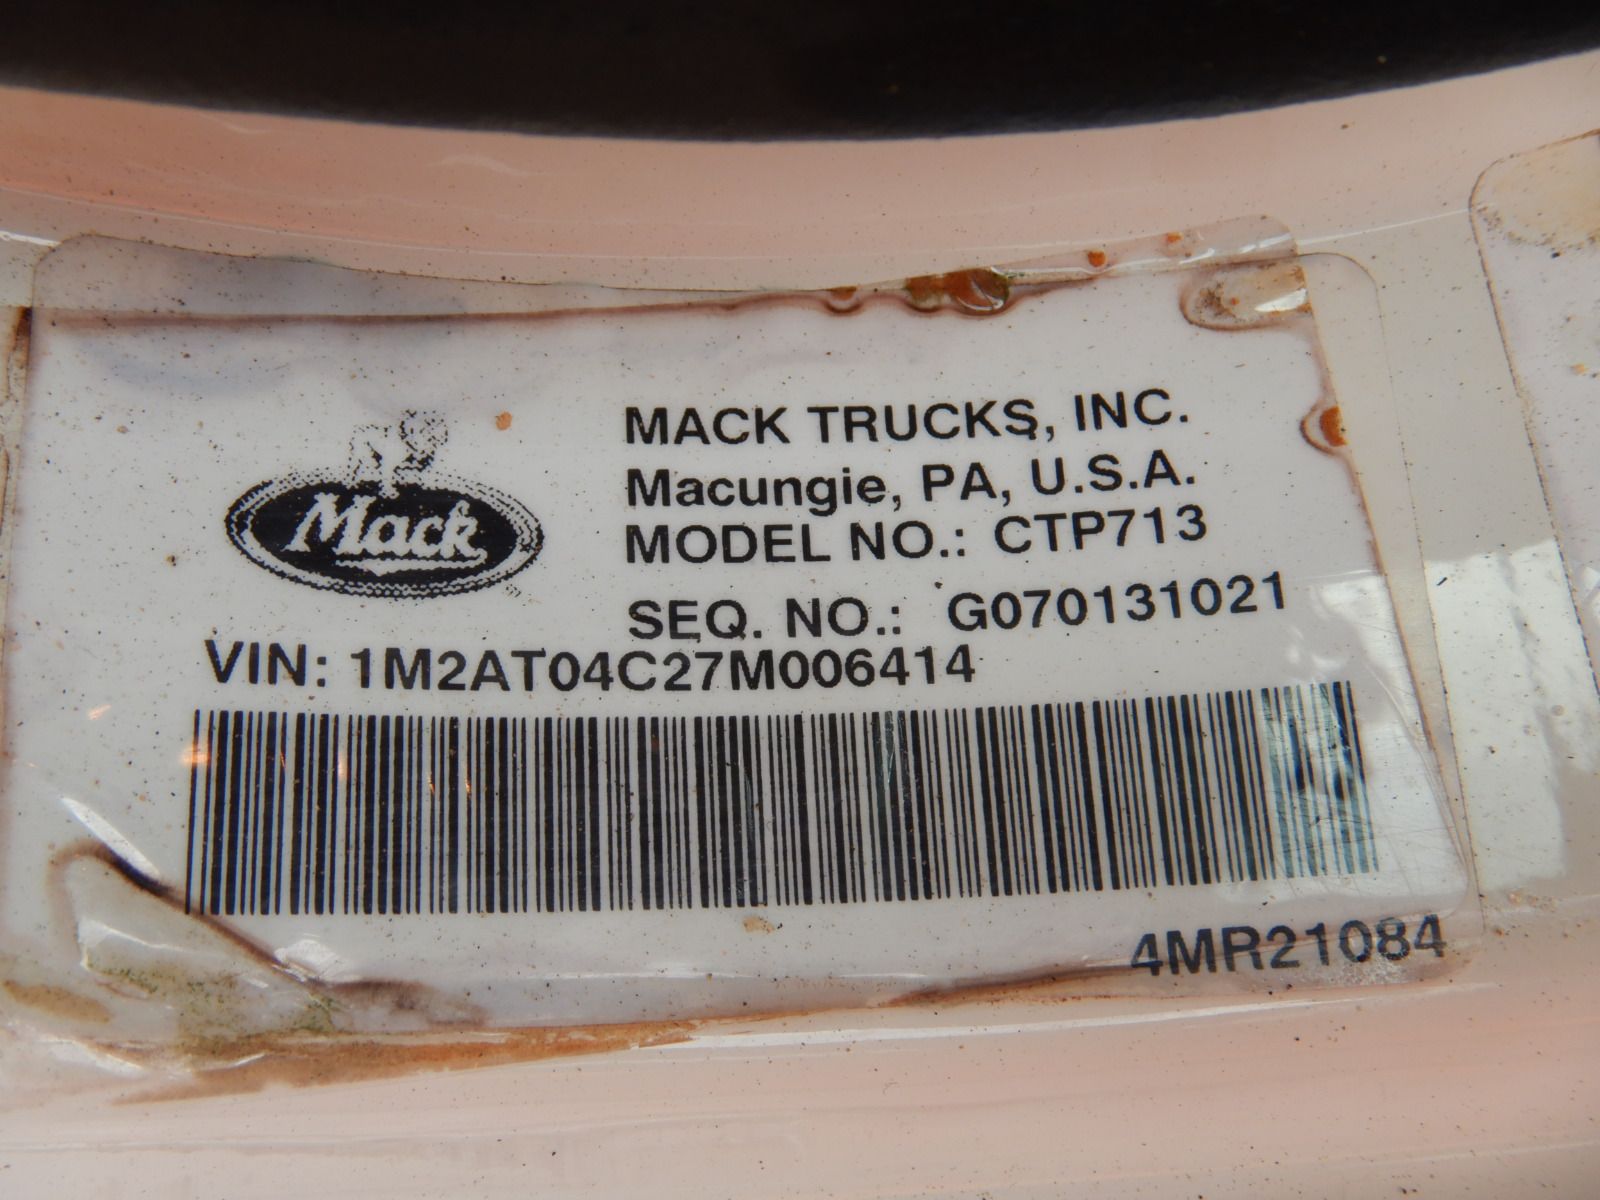 Mack
MACK TRUCKS, INC.
Macungie, PA, U.S.A.
MODEL NO.: CTP713
SEQ. NO.: G070131021
VIN: 1M2AT04C27M006414
4MR21084